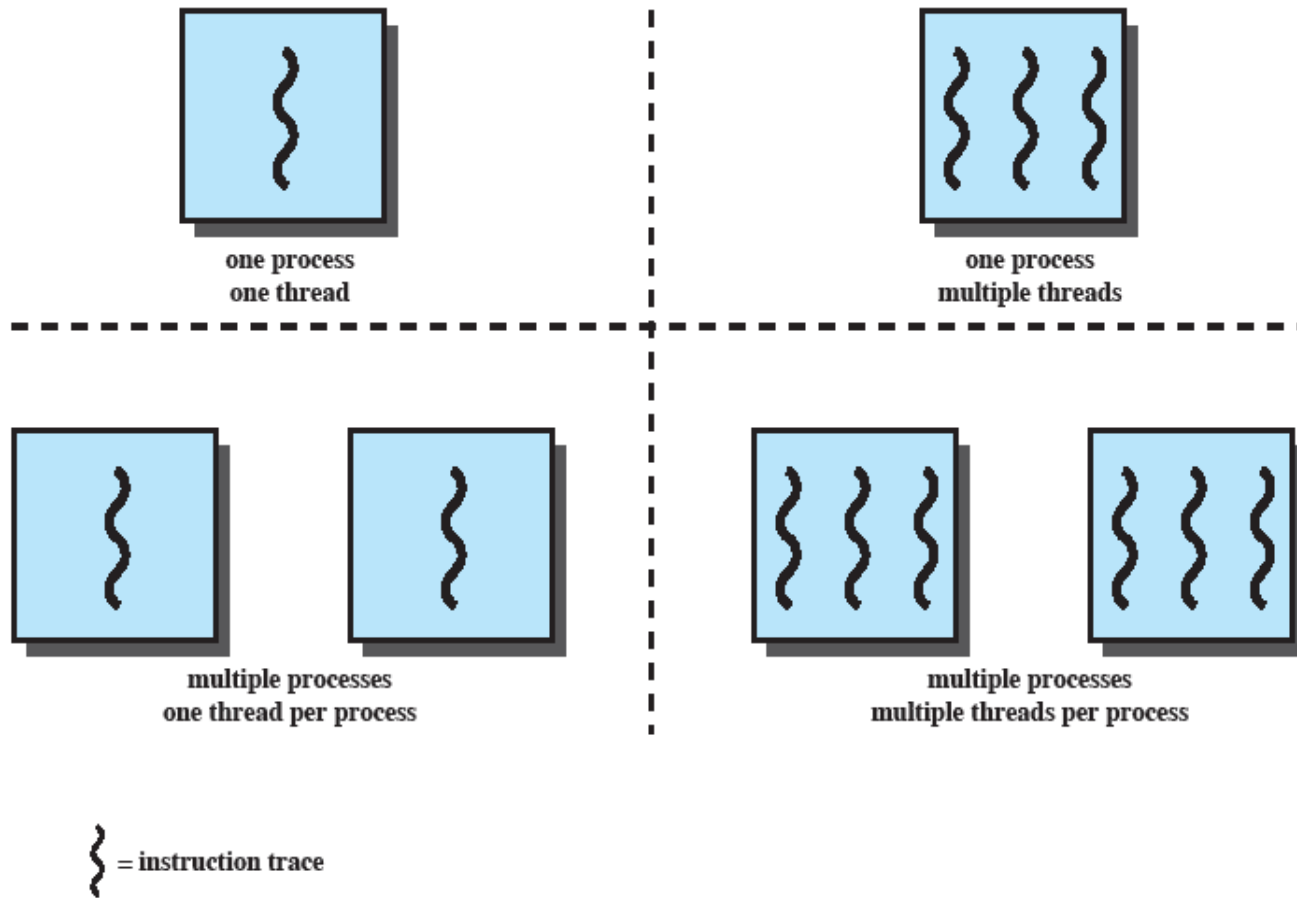 one process
one thread
one process
multiple threads
multiple processes
one thread per process
multiple processes
multiple threads per process
= instruction trace